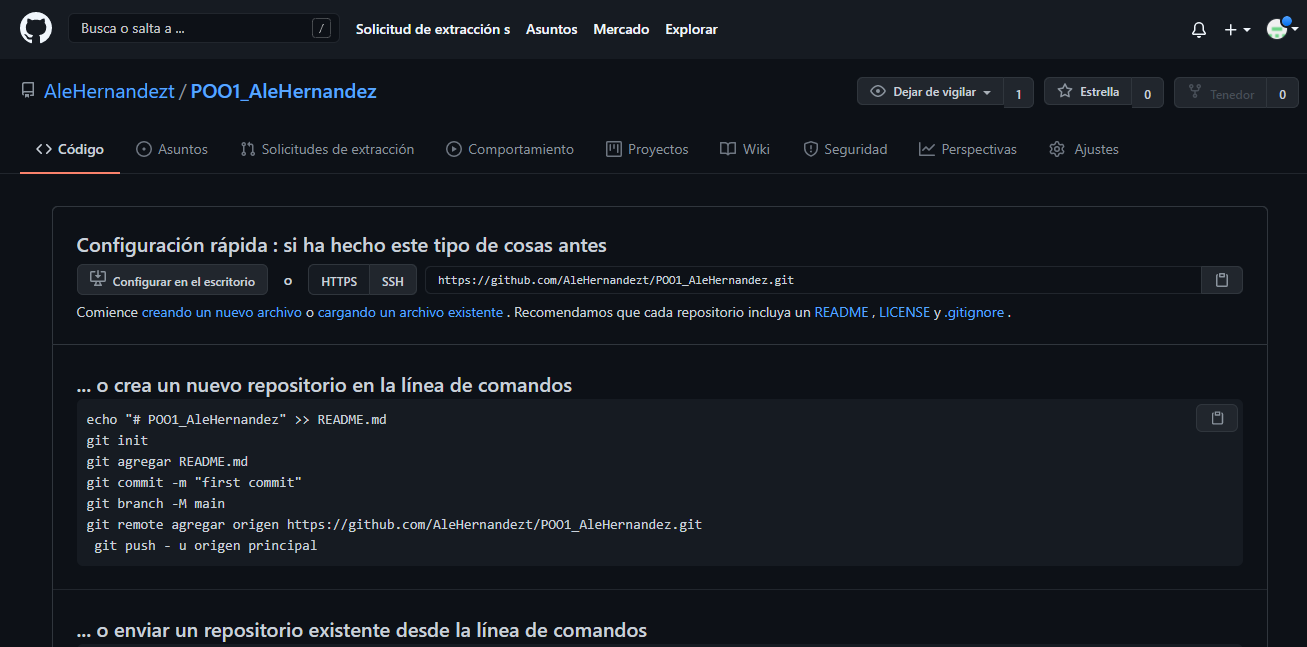 Busca o salta a ... /
Solicitud de extracción s Asuntos Mercado Explorar
AleHernandezt / POO1_AleHernandez
Dejar de vigilar 1 Estrella 0 Tenedor 0
Código Asuntos Solicitudes de extracción Comportamiento Proyectos Wiki Seguridad Perspectivas Ajustes
Configuración rápida : si ha hecho este tipo de cosas antes
Configurar en el escritorio o HTTPS SSH https://github.com/AleHernandezt/POO1_AleHernandez.git
Comience creando un nuevo archivo o cargando un archivo existente . Recomendamos que cada repositorio incluya un README , LICENSE y .gitignore .
... o crea un nuevo repositorio en la línea de comandos
echo "# POO1_AleHernandez" >> README.md
git init
git agregar README.md
git commit -m "first commit"
git branch -M main
git remote agregar origen https://github.com/AleHernandezt/POO1_AleHernandez.git
git push - u origen principal
... o enviar un repositorio existente desde la línea de comandos